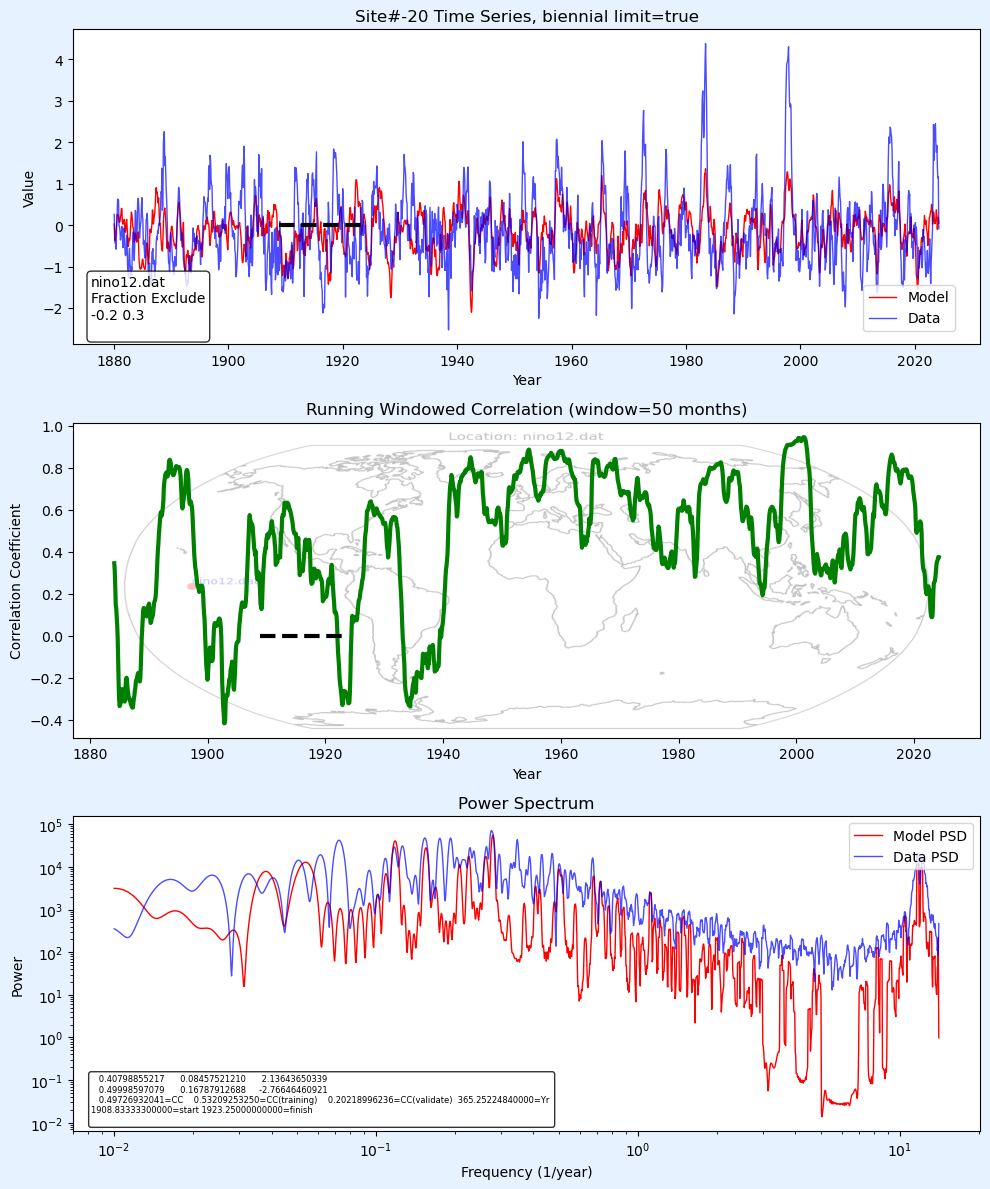 Site#-20 Time Series, biennial limit=true
4
3
2
1
0
−1
−2
Value
nino12.dat
Fraction Exclude
-0.2 0.3
Model
Data
1880 1900 1920 1940 1960 1980 2000 2020
Year
Running Windowed Correlation (window=50 months)
1.0
0.8
0.6
0.4
0.2
0.0
−0.2
−0.4
Correlation Coefficient
Location: nino12.dat
nino12.dat
1880 1900 1920 1940 1960 1980 2000 2020
Year
Power Spectrum
10^5
10^4
10^3
10^2
10^1
10^0
10^−1
10^−2
Power
Model PSD
Data PSD
0.40798855217 0.08457521210 2.13643650339
0.49998597079 0.16787912688 -2.76646460921
0.49726932041=CC 0.53209253250=CC(training) 0.20218996236=CC(validate) 365.25224840000=Yr
1908.83333300000=start 1923.25000000000=finish
10^−2 10^−1 10^0 10^1
Frequency (1/year)